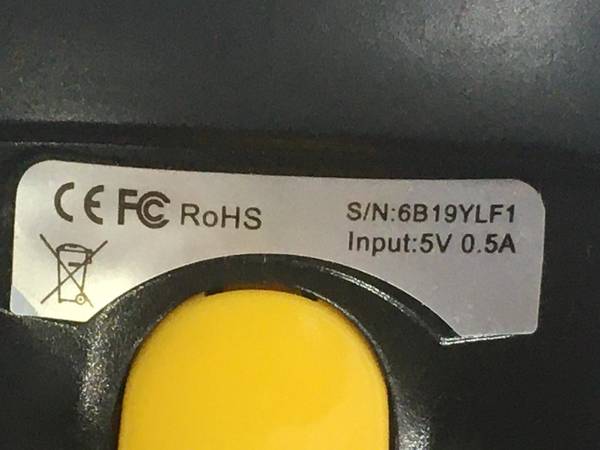 CE FC RoHS
S/N:6B19YLF1
Input:5V 0.5A